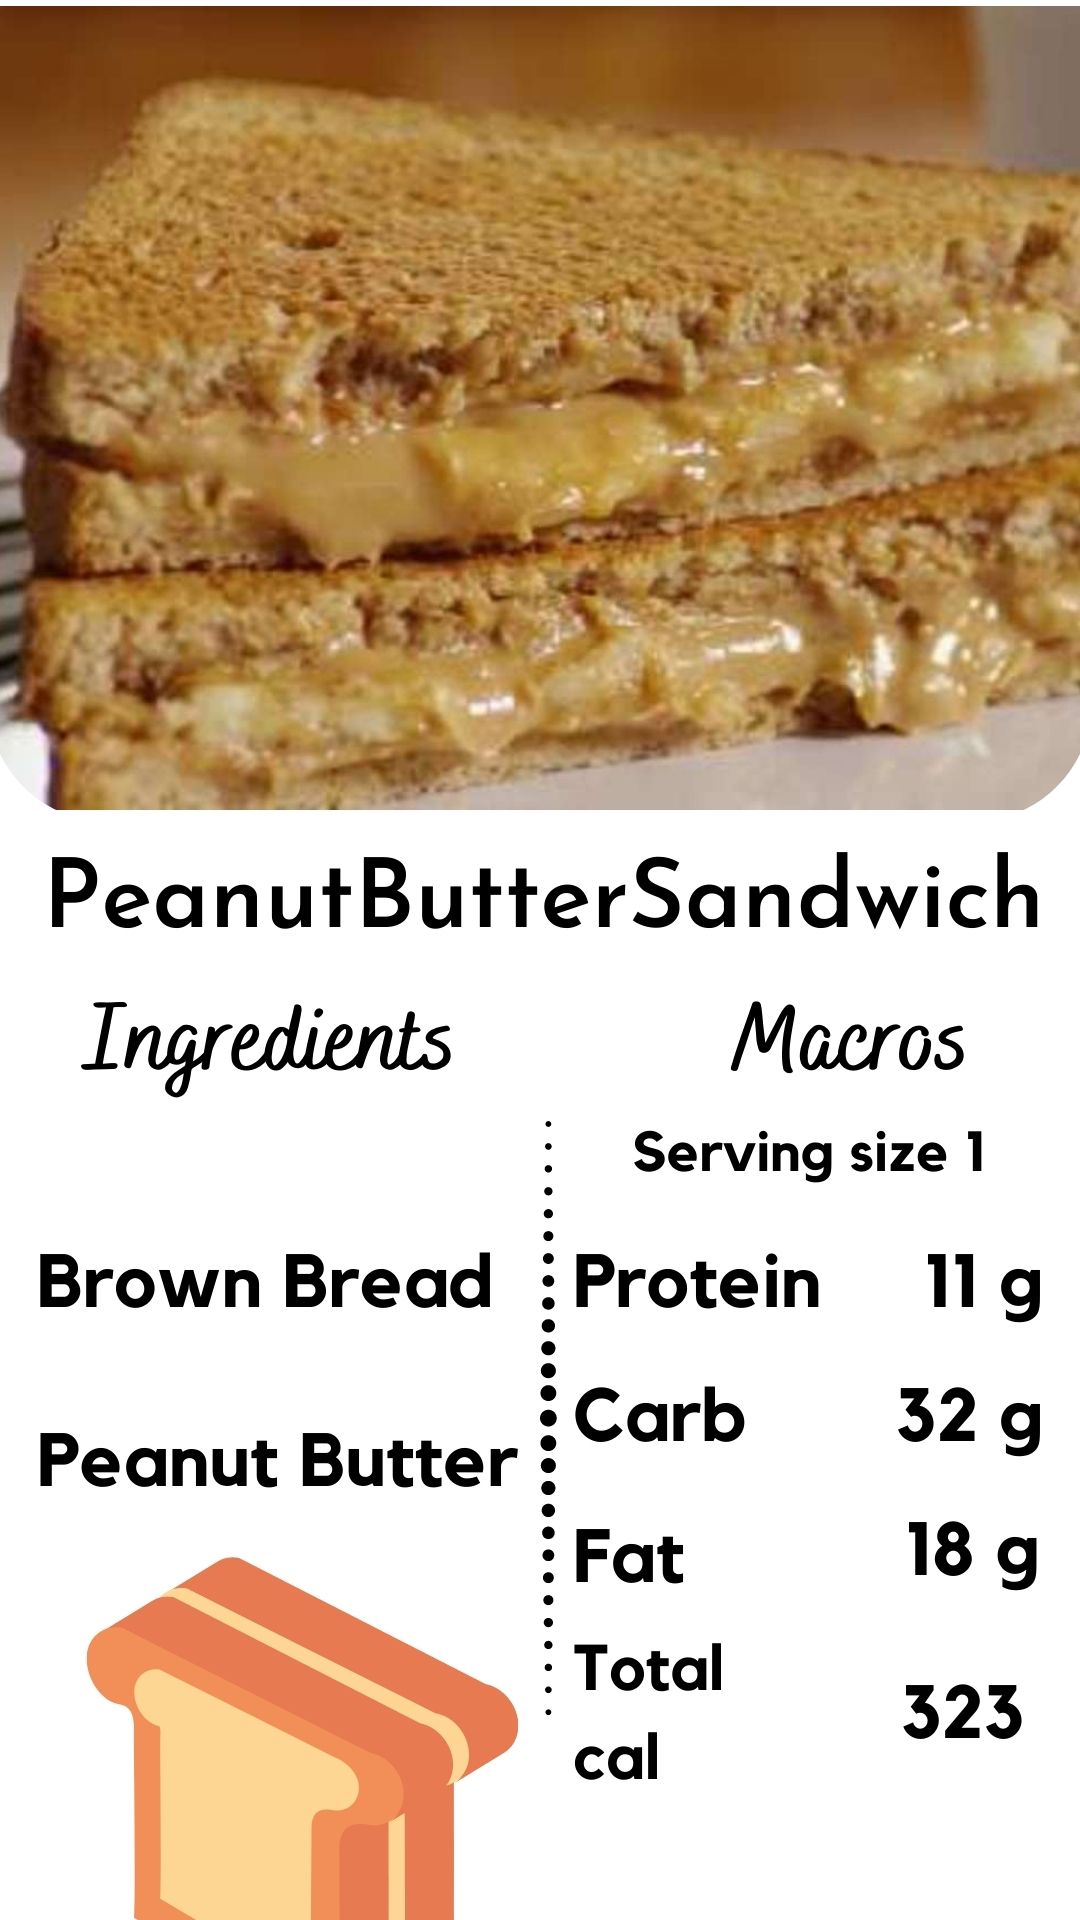 PeanutButterSandwich
Ingredients
Brown Bread
Peanut Butter
Macros
Serving size 1
Protein 11 g
Carb 32 g
Fat 18 g
Total
cal 323